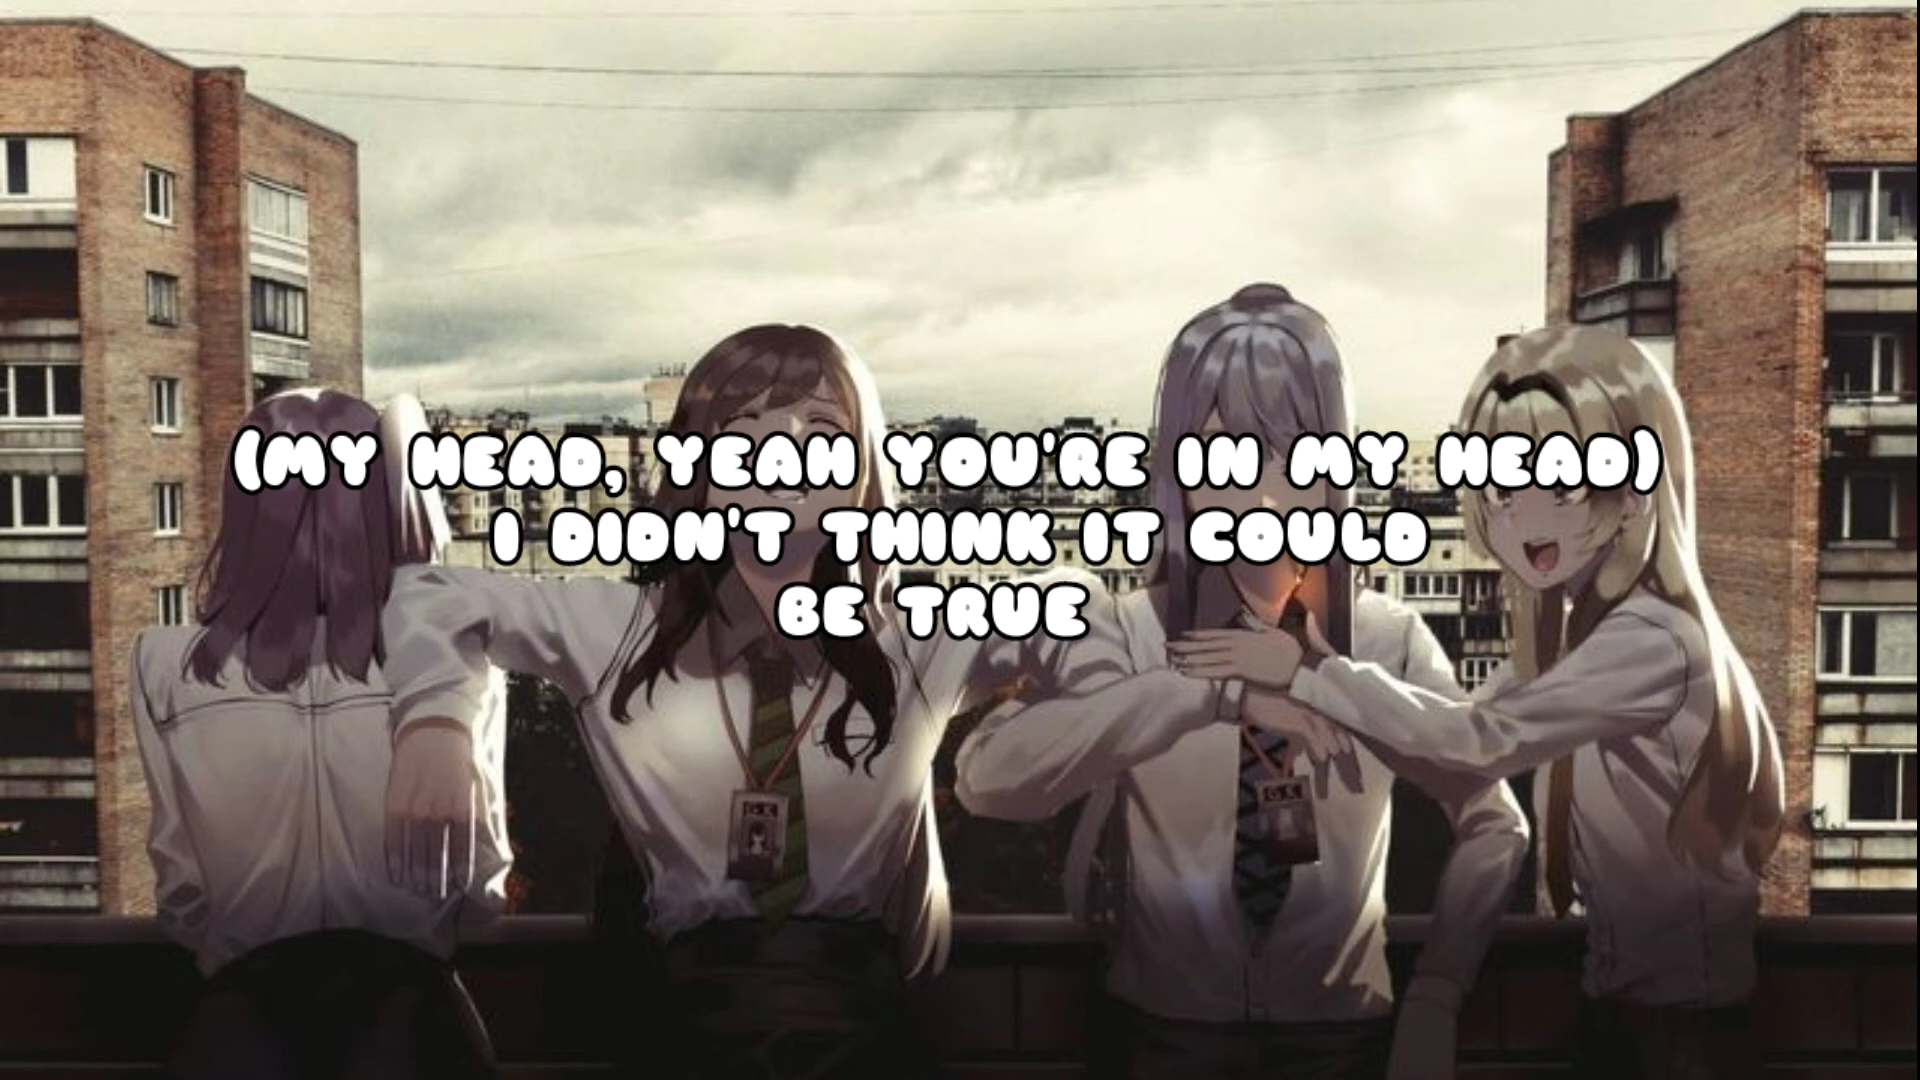 (MY HEAD, YEAH YOU'RE IN MY HEAD)
I DIDN'T THINK IT COULD
BE TRUE
G.K
G.K